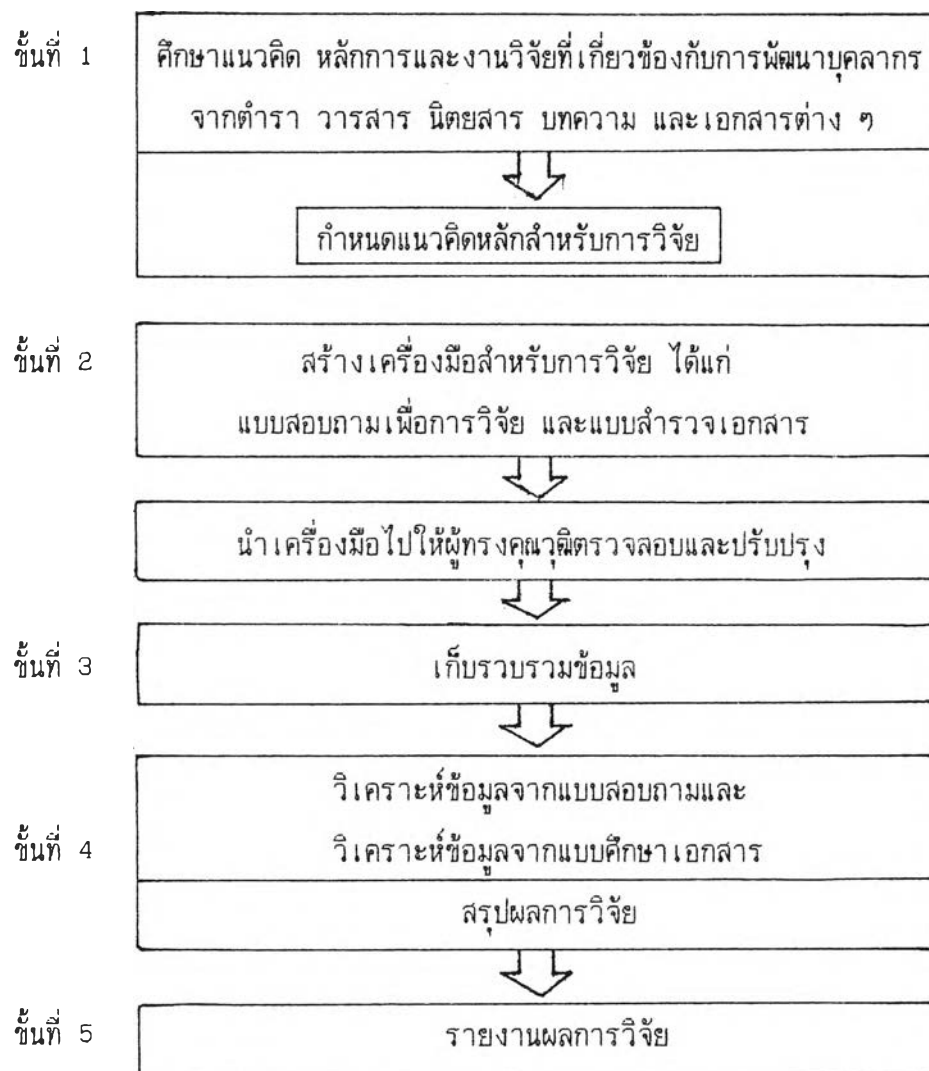 ขั้นที่ 1
ศึกษาแนวคิด หลักการและงานวิจัยที่เกี่ยวข้องกับการพัฒนาบุคลากร
จากตำรา วารสาร นิตยสาร บทความ และเอกสารต่าง ๆ
กำหนดแนวคิดหลักสำหรับการวิจัย
ขั้นที่ 2
สร้างเครื่องมือสำหรับการวิจัย ได้แก่
แบบสอบถามเพื่อการวิจัย และแบบสำรวจเอกสาร
นำเครื่องมือไปให้ผู้ทรงคุณวุฒิตรวจสอบและปรับปรุง
ขั้นที่ 3
เก็บรวบรวมข้อมูล
วิเคราะห์ข้อมูลจากแบบสอบถามและ
ขั้นที่ 4
วิเคราะห์ข้อมูลจากแบบศึกษาเอกสาร
สรุปผลการวิจัย
ขั้นที่ 5
รายงานผลการวิจัย